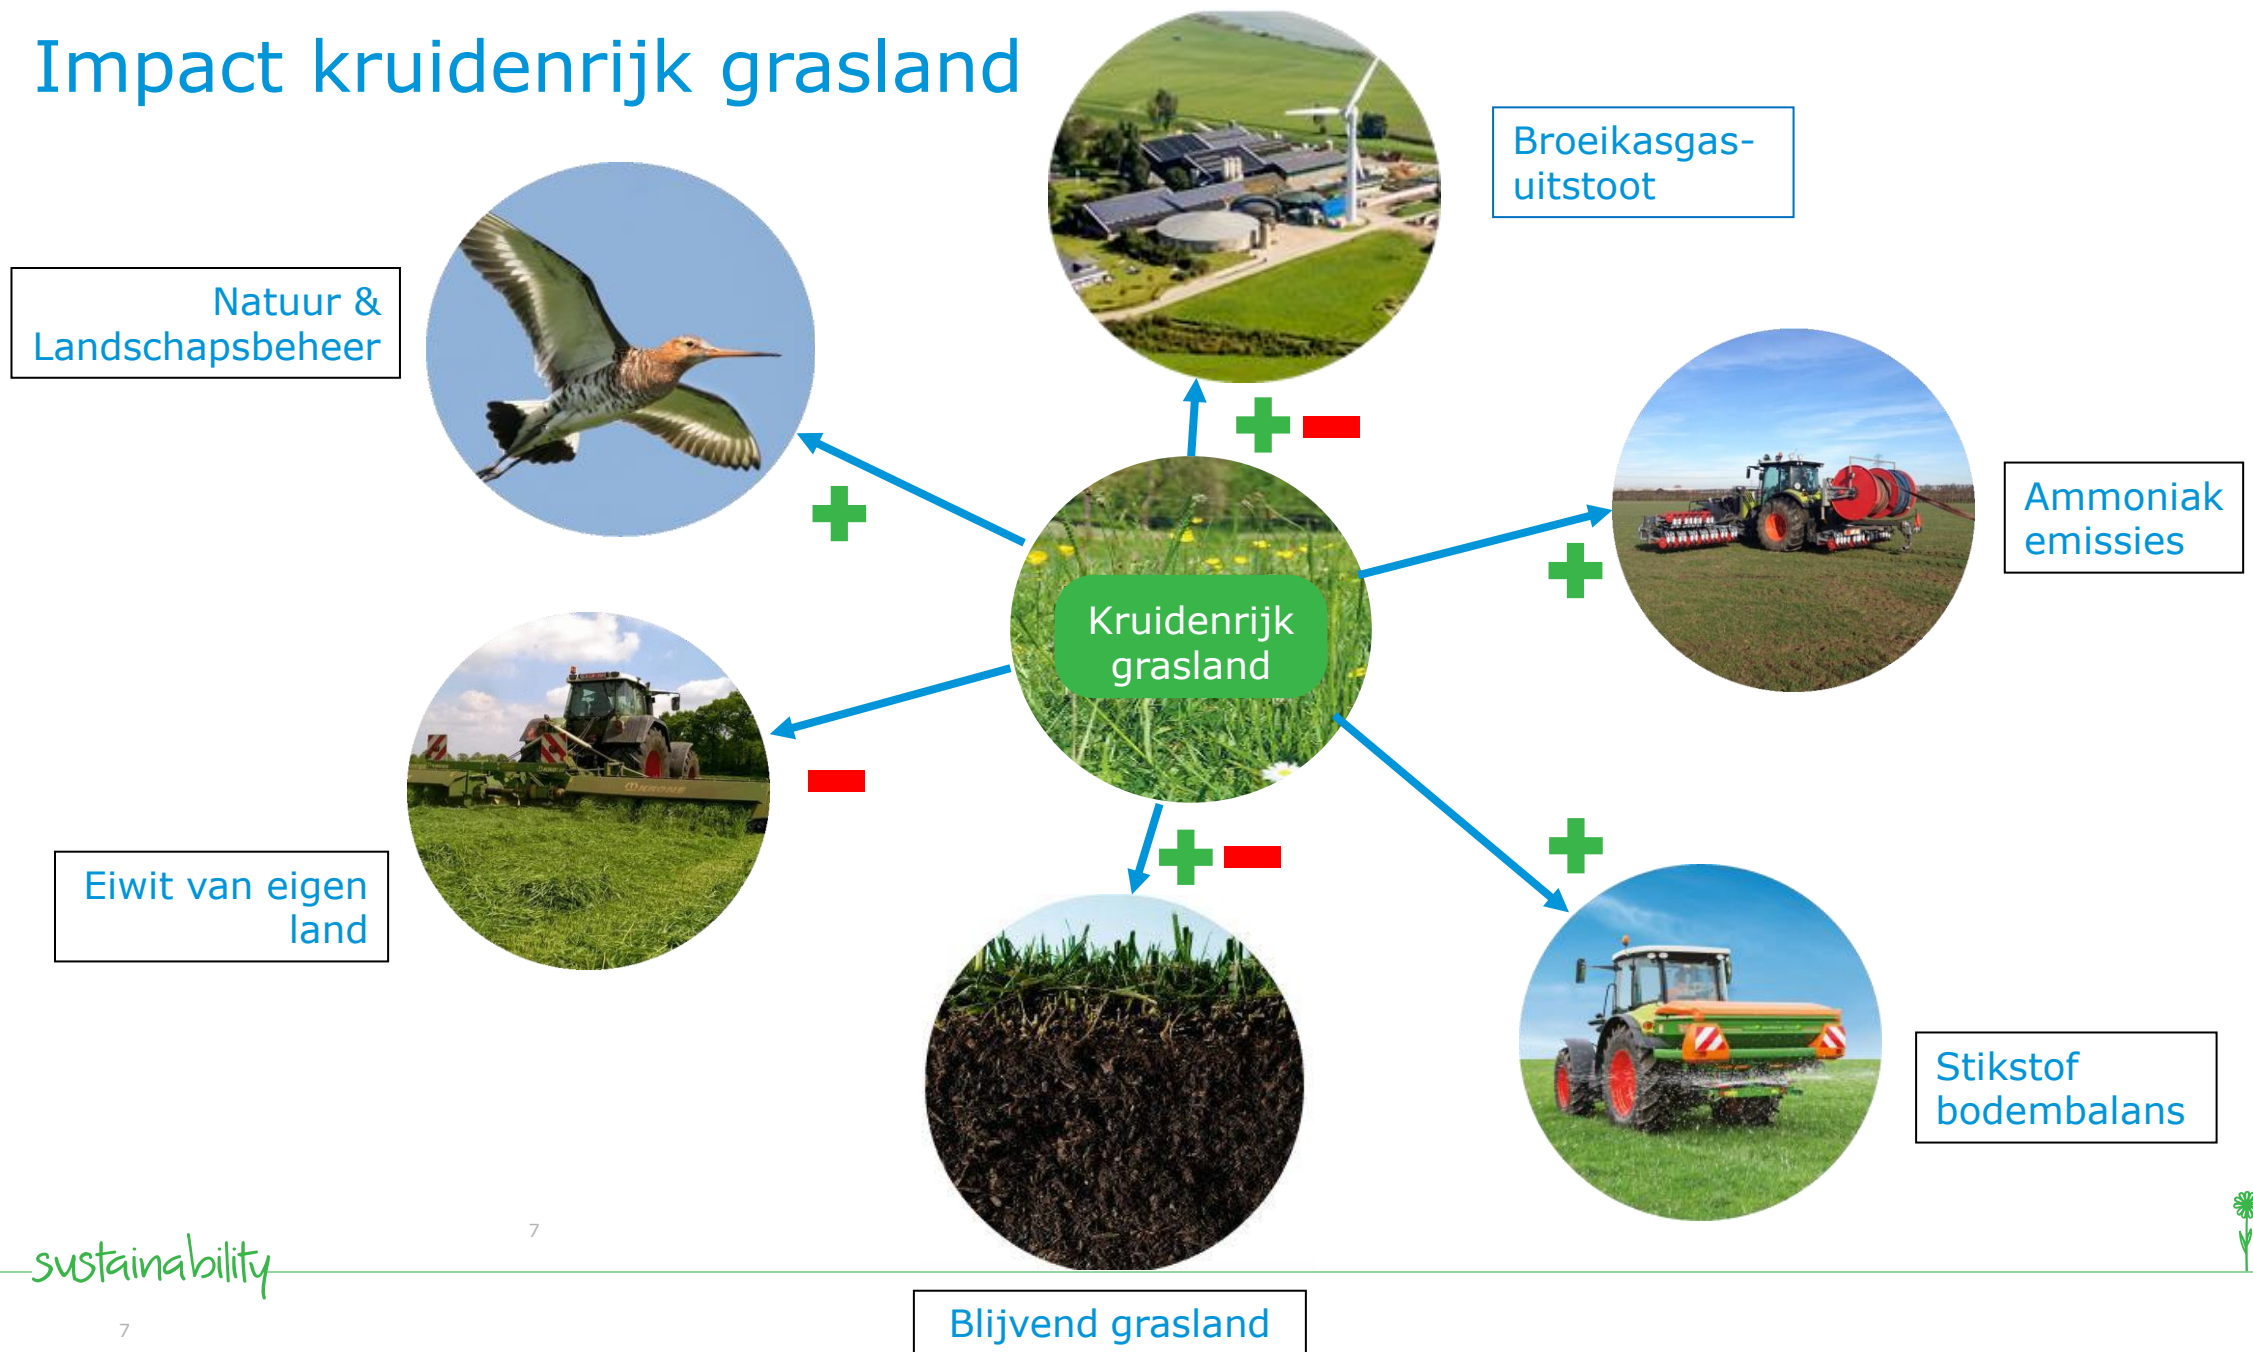 Impact kruidenrijk grasland
Broeikasgas-
uitstoot
Natuur &
Landschapsbeheer
Ammoniak
emissies
Kruidenrijk
grasland
KRONE
Eiwit van eigen
land
Stikstof
bodembalans
7
sustainability
Blijvend grasland
7